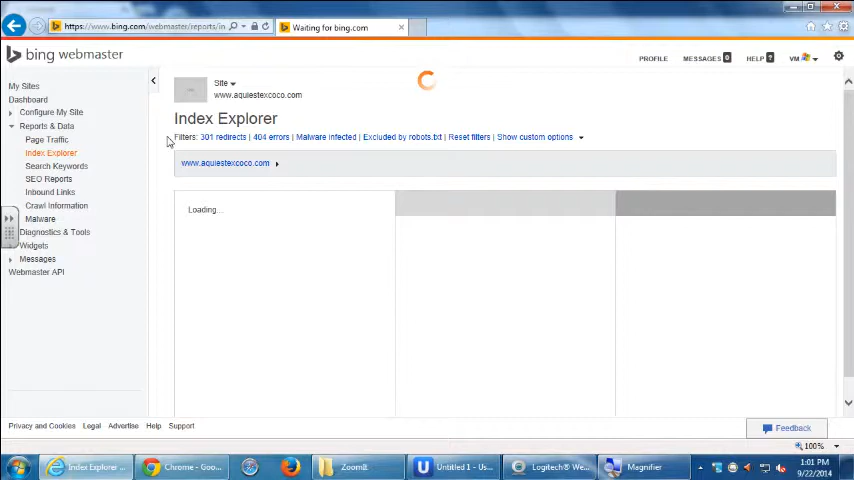 https://www.bing.com/webmaster/reports/in
Waiting for bing.com
bing webmaster
PROFILE
MESSAGES 0
HELP ?
VM
My Sites
Dashboard
Configure My Site
Reports & Data
Page Traffic
Index Explorer
Search Keywords
SEO Reports
Inbound Links
Crawl Information
Malware
Diagnostics & Tools
Widgets
Messages
Webmaster API
Site
www.aquiestexcoco.com
Index Explorer
Filters: 301 redirects | 404 errors | Malware infected | Excluded by robots.txt | Reset filters | Show custom options
www.aquiestexcoco.com
Loading...
Privacy and Cookies Legal Advertise Help Support
Feedback
100%
Index Explorer ...
Chrome - Goo...
ZoomIt
Untitled 1 - Us...
Logitech® We...
Magnifier
1:01 PM
9/22/2014